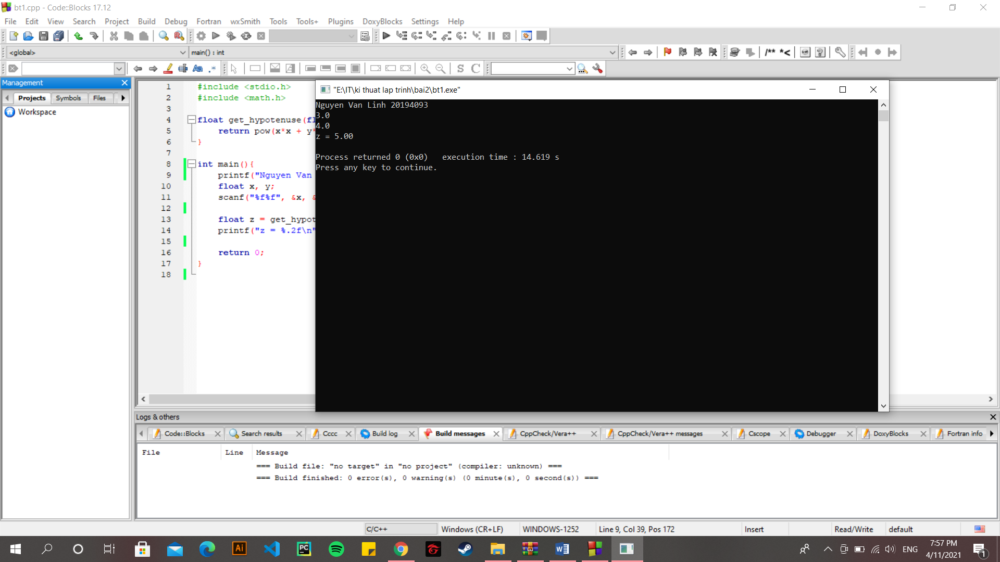 bt1.cpp - Code::Blocks 17.12
File Edit View Search Project Build Debug Fortran wxSmith Tools Tools+ Plugins DoxyBlocks Settings Help
<global> main() : int
/** *<
Management
Projects Symbols Files
Workspace
1 #include <stdio.h>
2 #include <math.h>
3
4 float get_hypotenuse(fl
5 return pow(x*x + y*
6 }
7
8 int main(){
9 printf("Nguyen Van
10 float x, y;
11 scanf("%f%f", &x, &
12
13 float z = get_hypot
14 printf("z = %.2f\n"
15
16 return 0;
17 }
18
"E:\IT\ki thuat lap trinh\bai2\bt1.exe"
Nguyen Van Linh 20194093
3.0
4.0
z = 5.00
Process returned 0 (0x0)   execution time : 14.619 s
Press any key to continue.
Logs & others
Code::Blocks Search results Cccc Build log Build messages CppCheck/Vera++ CppCheck/Vera++ messages Cscope Debugger DoxyBlocks Fortran info
File Line Message
=== Build file: "no target" in "no project" (compiler: unknown) ===
=== Build finished: 0 error(s), 0 warning(s) (0 minute(s), 0 second(s)) ===
C/C++ Windows (CR+LF) WINDOWS-1252 Line 9, Col 39, Pos 172 Insert Read/Write default
Ai PC ENG 7:57 PM
4/11/2021 1